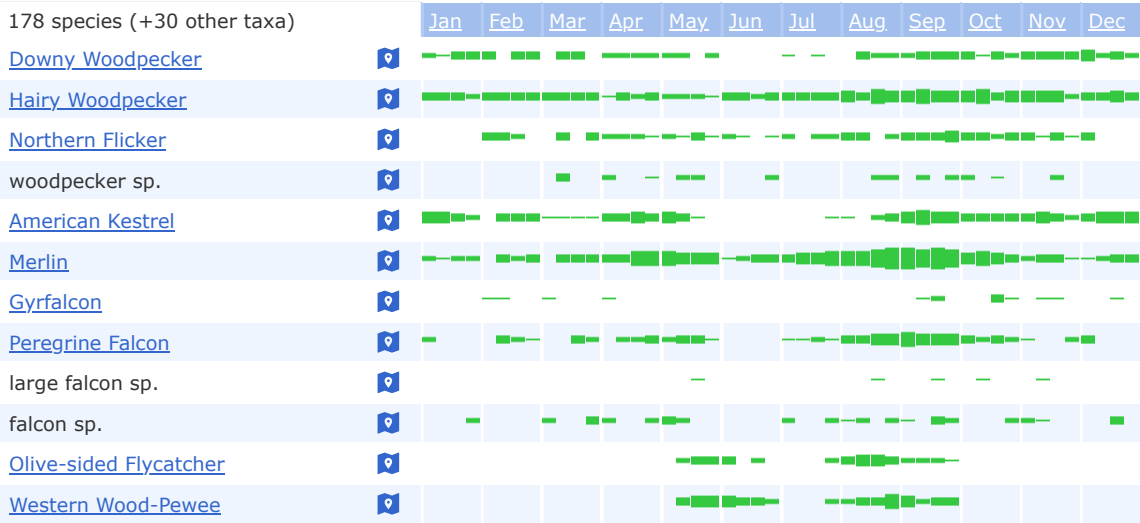 178 species (+30 other taxa) Jan Feb Mar Apr May Jun Jul Aug Sep Oct Nov Dec
Downy Woodpecker
Hairy Woodpecker
Northern Flicker
woodpecker sp.
American Kestrel
Merlin
Gyrfalcon
Peregrine Falcon
large falcon sp.
falcon sp.
Olive-sided Flycatcher
Western Wood-Pewee